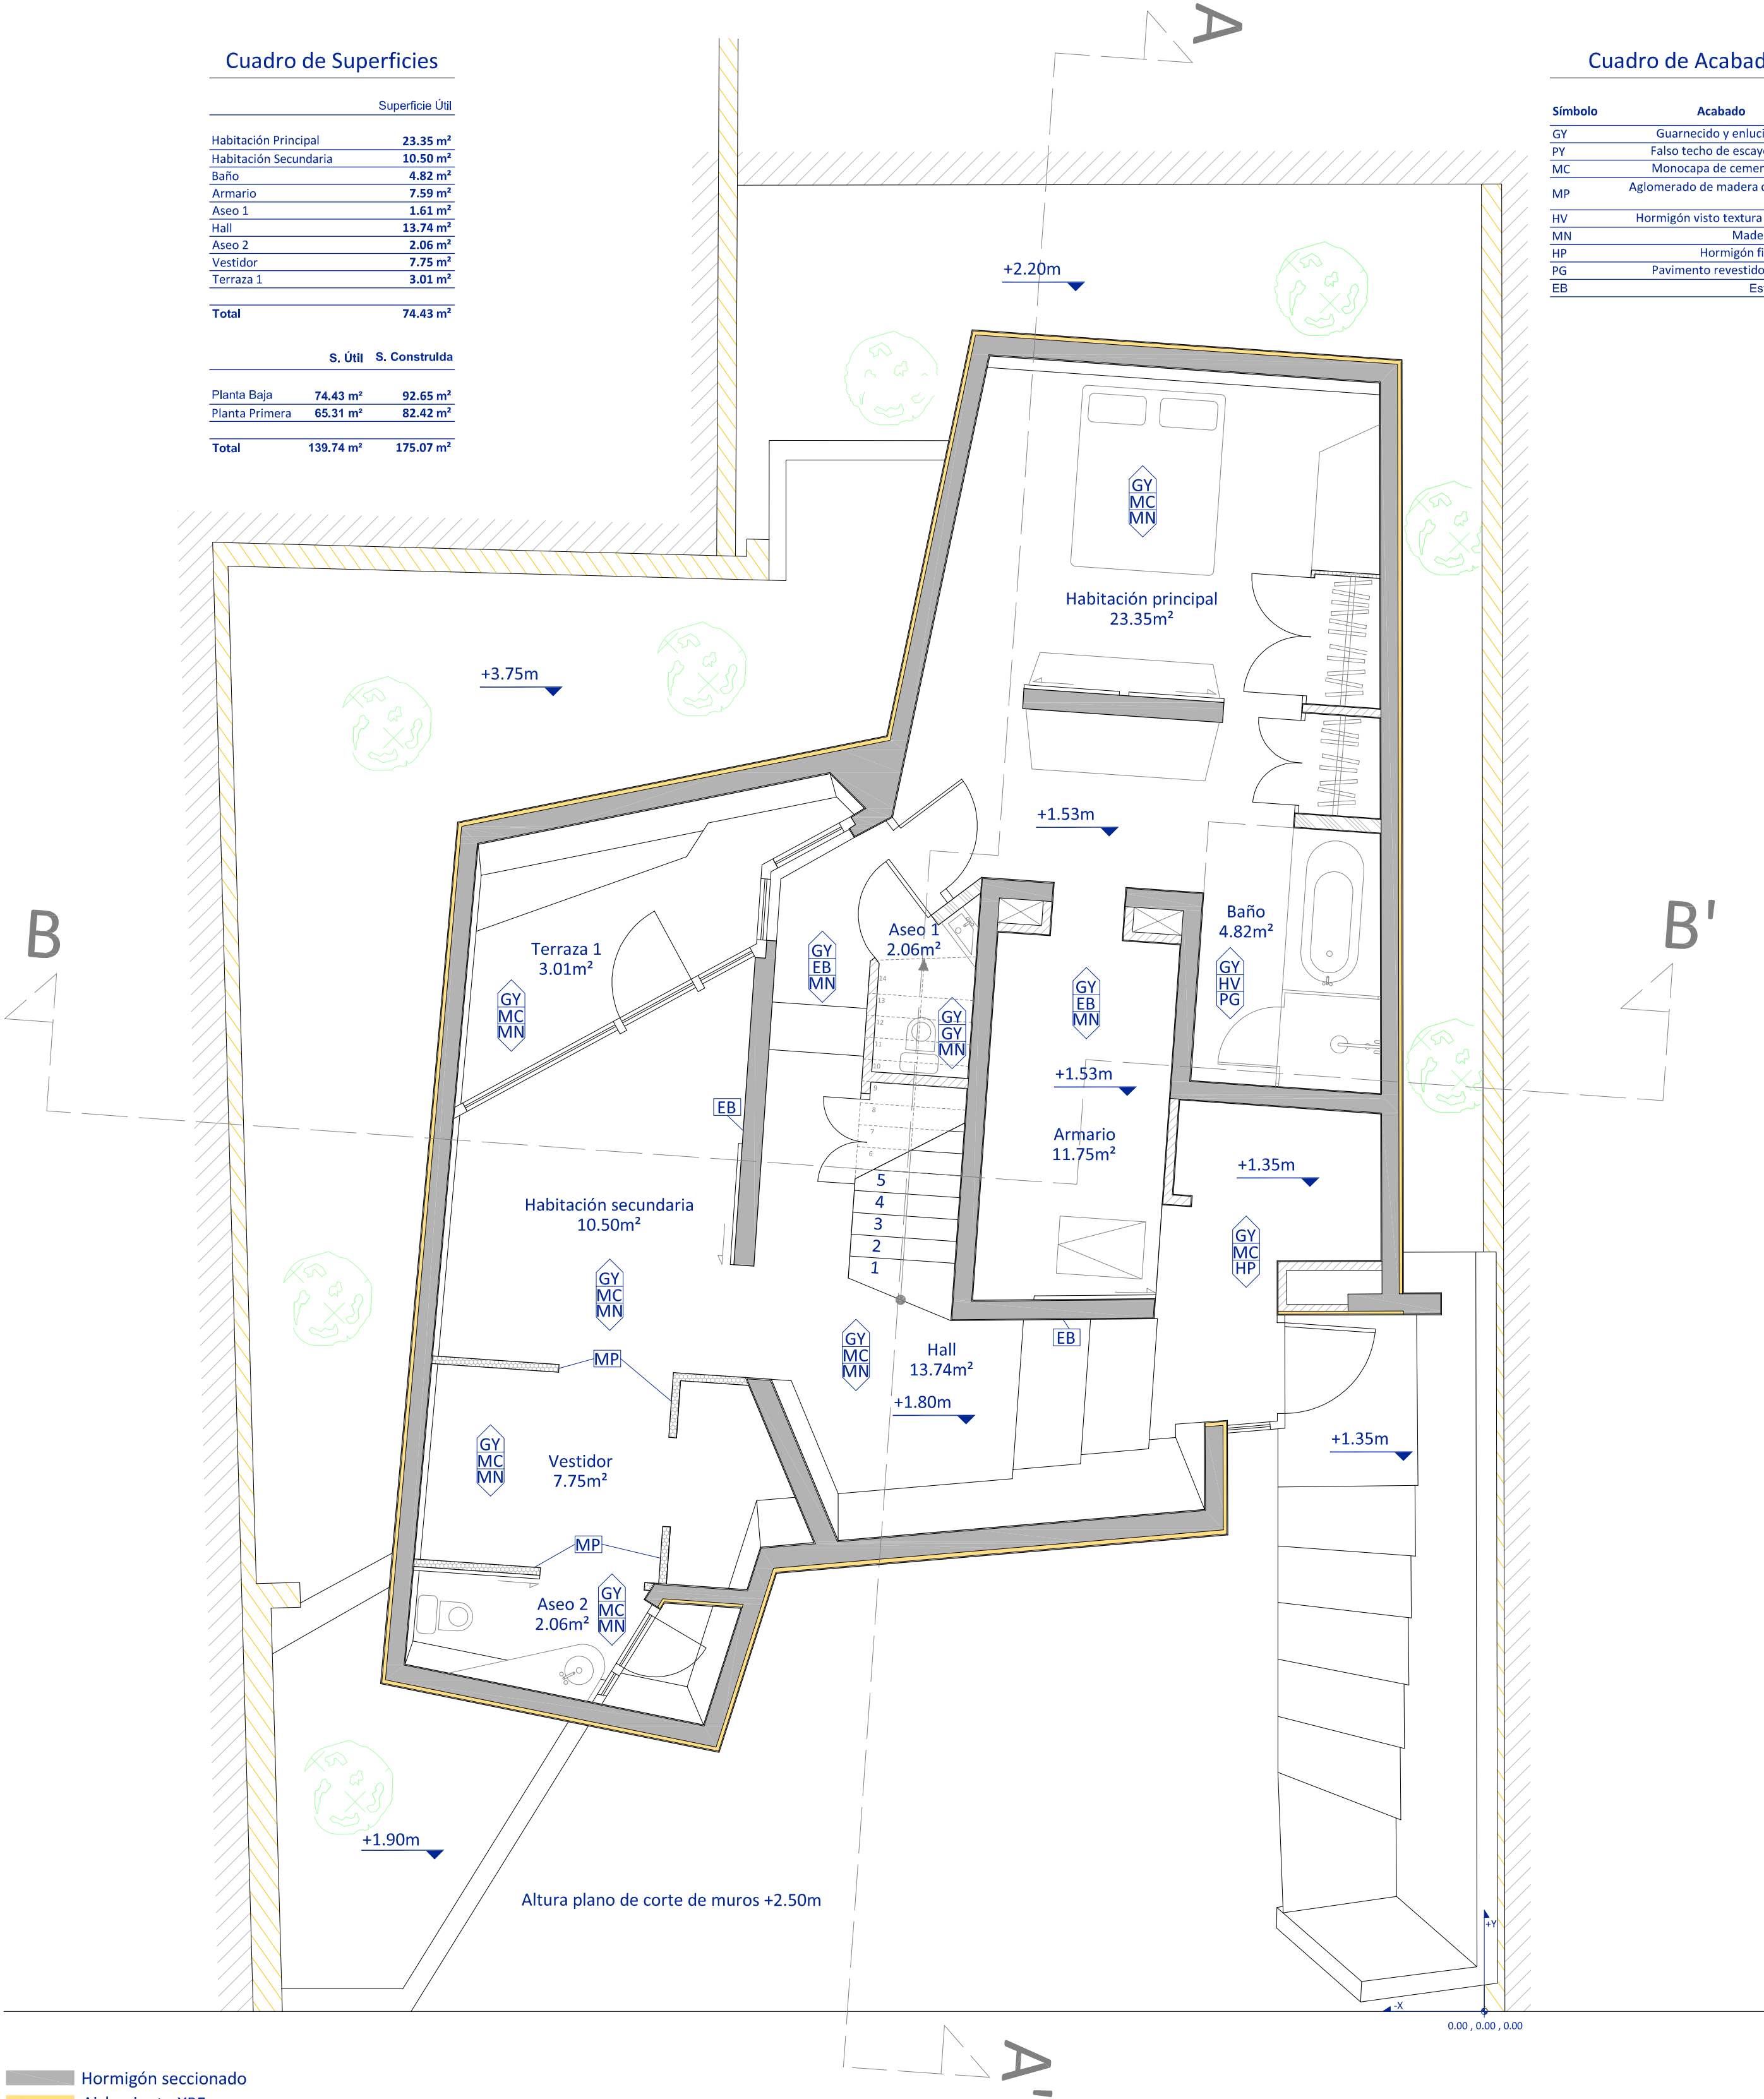 A
Cuadro de Superficies
Superficie Útil
Habitación Principal 23.35 m²
Habitación Secundaria 10.50 m²
Baño 4.82 m²
Armario 7.59 m²
Aseo 1 1.61 m²
Hall 13.74 m²
Aseo 2 2.06 m²
Vestidor 7.75 m²
Terraza 1 3.01 m²
Total 74.43 m²
S. Útil S. Construida
Planta Baja 74.43 m² 92.65 m²
Planta Primera 65.31 m² 82.42 m²
Total 139.74 m² 175.07 m²
Cuadro de Acabad
Símbolo Acabado
GY Guarnecido y enluci
PY Falso techo de escay
MC Monocapa de cemen
MP Aglomerado de madera
HV Hormigón visto textura
MN Made
HP Hormigón fi
PG Pavimento revestido
EB Es
+2.20m
GY
MC
MN
Habitación principal
23.35m²
+3.75m
+1.53m
B
B'
Terraza 1
3.01m²
GY
MC
MN
GY
EB
MN
Aseo 1
2.06m²
GY
GY
MN
14
13
12
11
10
9
8
7
6
5
4
3
2
1
GY
EB
MN
Baño
4.82m²
GY
HV
PG
+1.53m
EB
Armario
11.75m²
+1.35m
Habitación secundaria
10.50m²
GY
MC
MN
GY
MC
HP
MP
GY
MC
MN
Hall
13.74m²
EB
+1.80m
+1.35m
GY
MC
MN
Vestidor
7.75m²
MP
Aseo 2
2.06m²
GY
MC
MN
+1.90m
Altura plano de corte de muros +2.50m
+Y
-X
0.00 , 0.00 , 0.00
A'
Hormigón seccionado